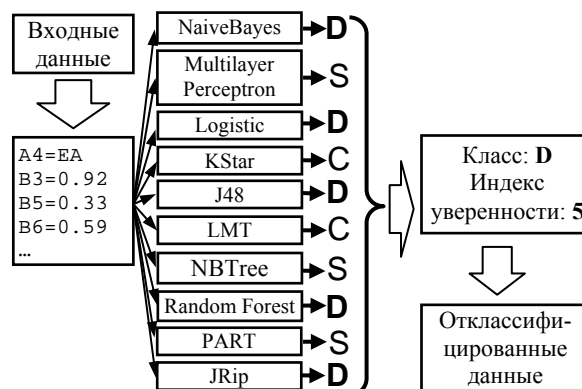 Входные
данные
A4=EA
B3=0.92
B5=0.33
B6=0.59
…
NaiveBayes D
Multilayer
Perceptron S
Logistic D
KStar C
J48 D
LMT C
NBTree S
Random Forest D
PART S
JRip D
Класс: D
Индекс
уверенности: 5
Отклассифи-
цированные
данные